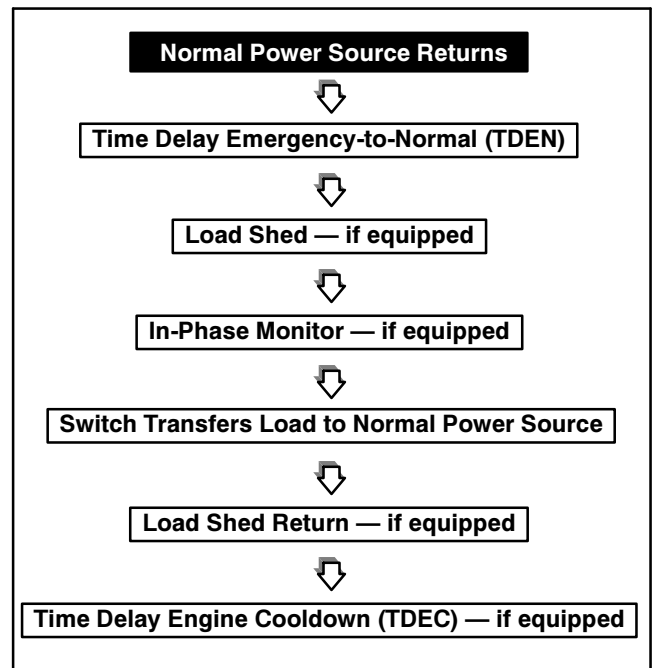 Normal Power Source Returns
Time Delay Emergency-to-Normal (TDEN)
Load Shed — if equipped
In-Phase Monitor — if equipped
Switch Transfers Load to Normal Power Source
Load Shed Return — if equipped
Time Delay Engine Cooldown (TDEC) — if equipped